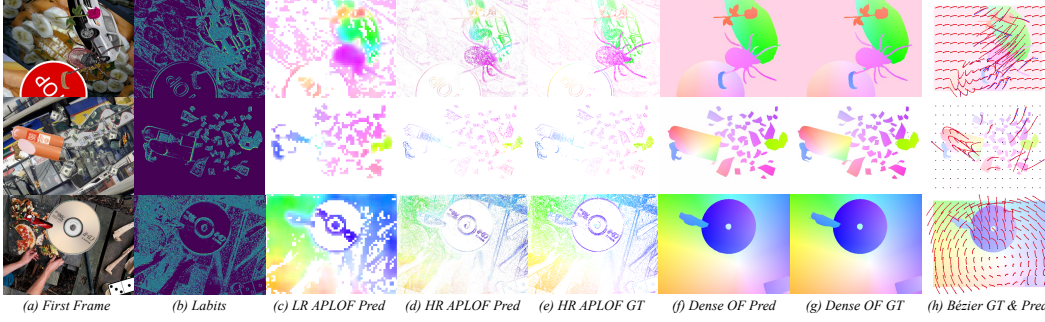 (a) First Frame
(b) Labits
(c) LR APLOF Pred
(d) HR APLOF Pred
(e) HR APLOF GT
(f) Dense OF Pred
(g) Dense OF GT
(h) Bézier GT & Pred